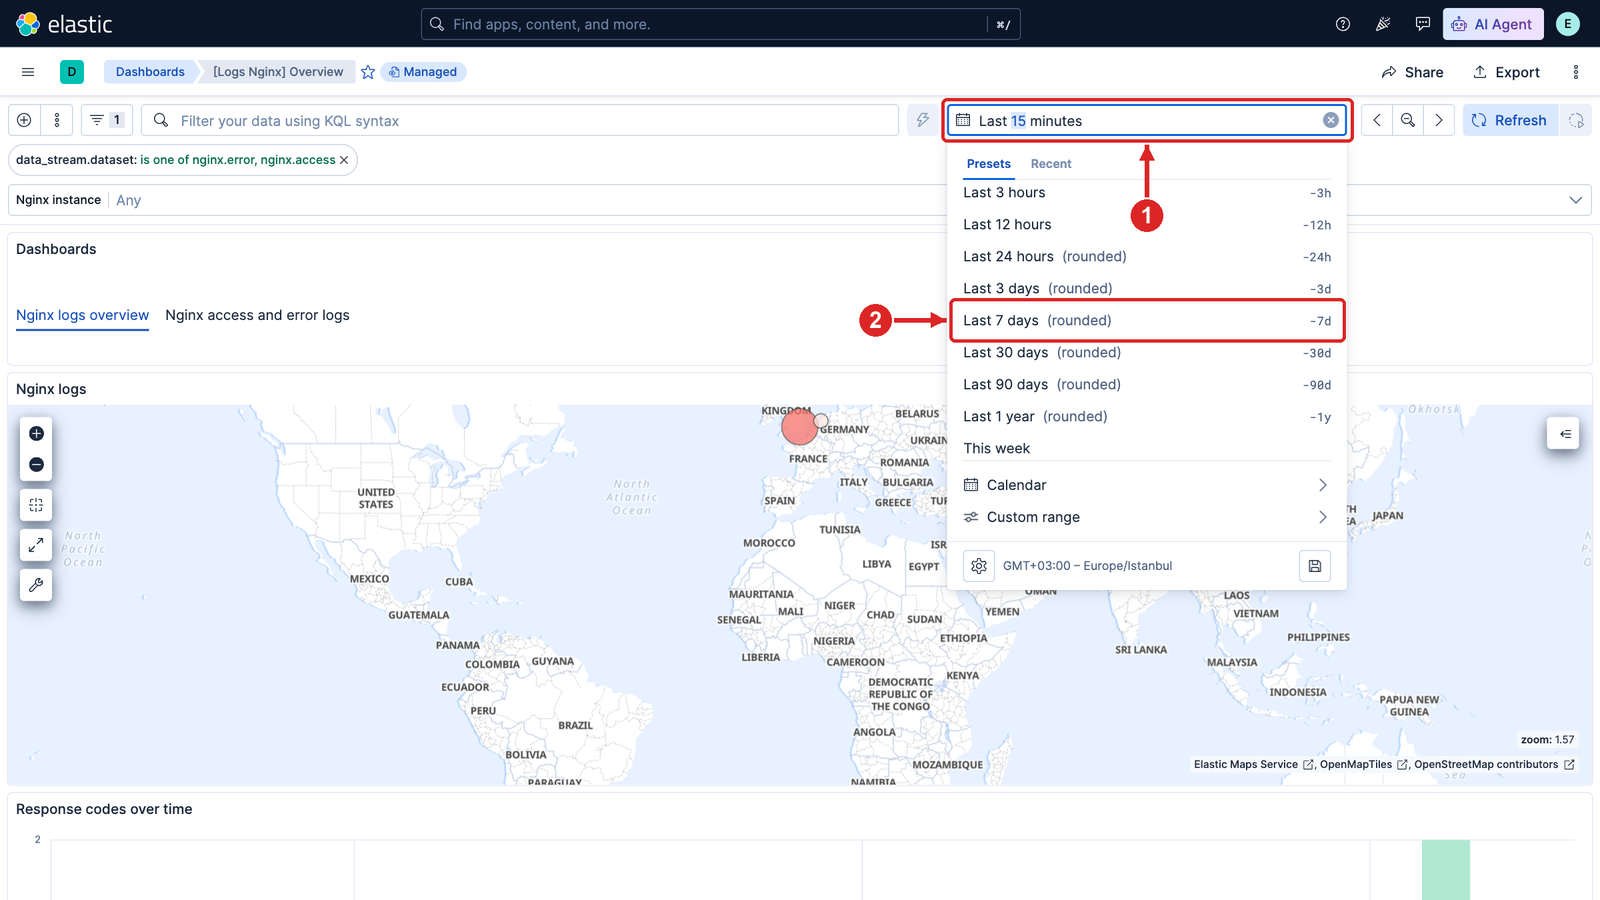 elastic
Find apps, content, and more.
⌘/
AI Agent
E
D
Dashboards
[Logs Nginx] Overview
Managed
Share
Export
1
Filter your data using KQL syntax
Last 15 minutes
Refresh
data_stream.dataset: is one of nginx.error, nginx.access
Nginx instance
Any
Presets
Recent
Last 3 hours
-3h
Last 12 hours
-12h
Last 24 hours (rounded)
-24h
Last 3 days (rounded)
-3d
Last 7 days (rounded)
-7d
Last 30 days (rounded)
-30d
Last 90 days (rounded)
-90d
Last 1 year (rounded)
-1y
This week
Calendar
Custom range
GMT+03:00 – Europe/Istanbul
1
2
Dashboards
Nginx logs overview
Nginx access and error logs
Nginx logs
KINGDOM
BELARUS
Okhotsk
GERMANY
UKRAIN
FRANCE
ROMANIA
ITALY
BULGARIA
SPAIN
GREECE
TUR
UNITED
STATES
North
Atlantic
Ocean
North
Pacific
Ocean
JAPAN
TUNISIA
MOROCCO
ISR
LIBYA
EGYPT
MEXICO
CUBA
OMAN
MAURITANIA
MALI
NIGER
CHAD
SUDAN
YEMEN
LAOS
VIETNAM
GUATEMALA
SENEGAL
NIGERIA
ETHIOPIA
PHILIPPINES
PANAMA
COLOMBIA
GUYANA
LIBERIA
CAMEROON
SRI LANKA
MALAYSIA
KENYA
ECUADOR
DEMOCRATIC
REPUBLIC OF
THE CONGO
INDONESIA
PAPUA NEW
GUINEA
PERU
BRAZIL
ANGOLA
BOLIVIA
MOZAMBIQUE
PARAGUAY
NAMIBIA
zoom: 1.57
Elastic Maps Service, OpenMapTiles, OpenStreetMap contributors
Sea
Response codes over time
2